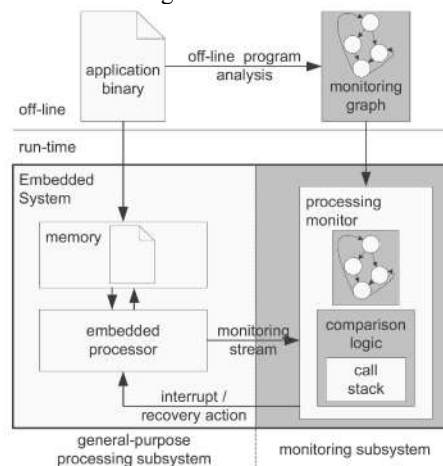 application
binary
off-line program
analysis
monitoring
graph
off-line
run-time
Embedded
System
memory
embedded
processor
monitoring
stream
interrupt /
recovery action
processing
monitor
comparison
logic
call
stack
general-purpose
processing subsystem
monitoring subsystem